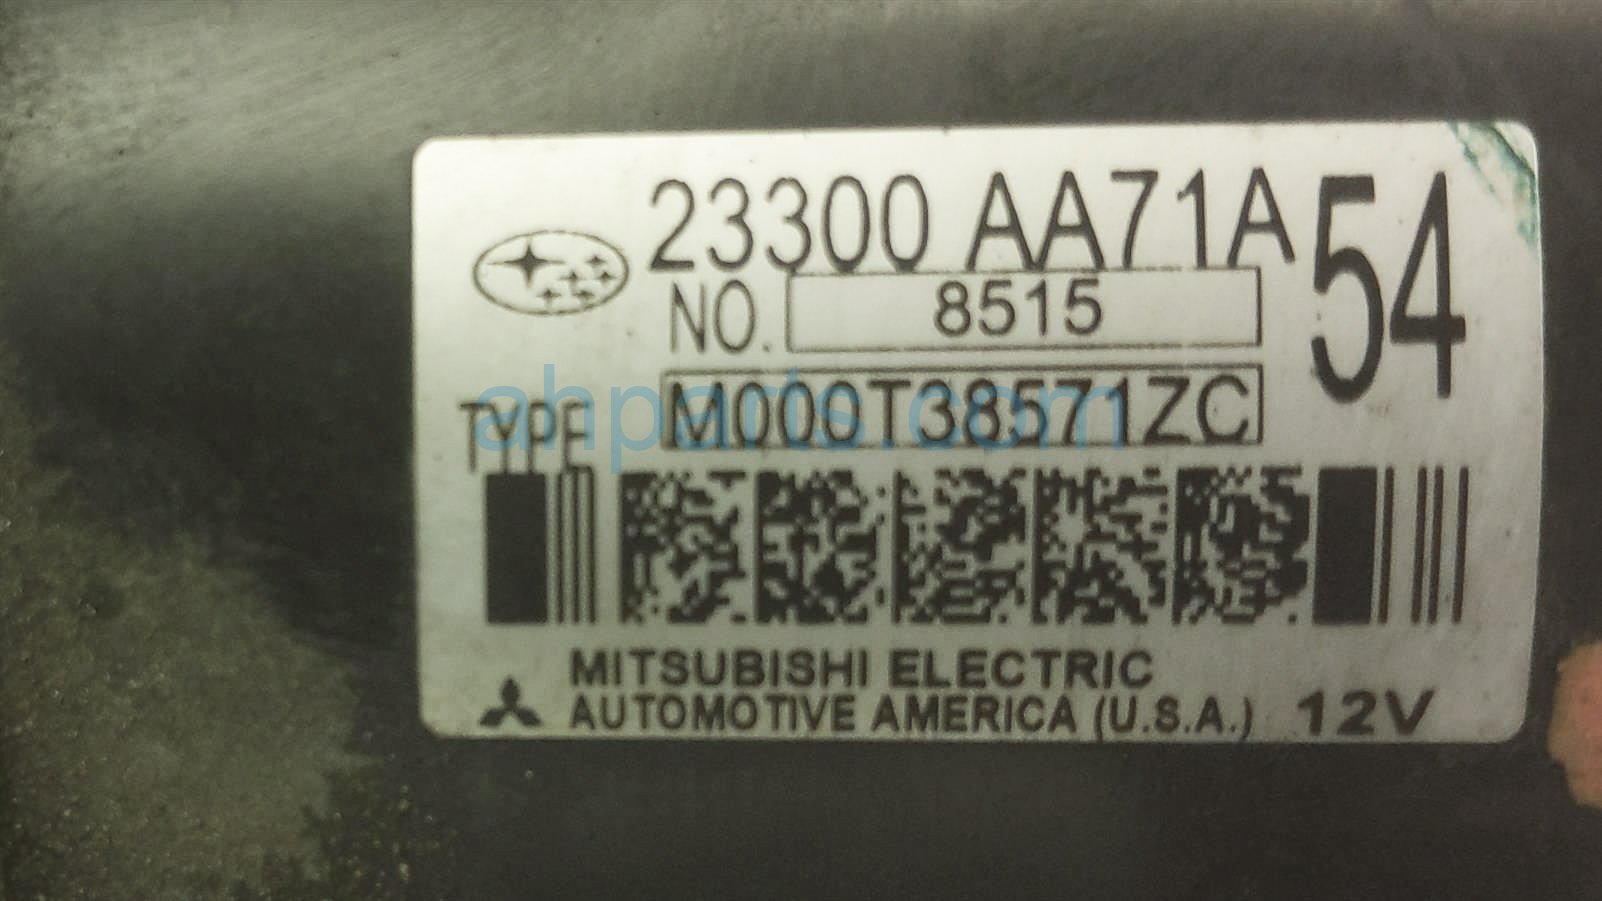 23300 AA71A 54
NO. 8515
TYPE M000T38571ZC
ahparts.com
MITSUBISHI ELECTRIC
AUTOMOTIVE AMERICA (U.S.A.) 12V